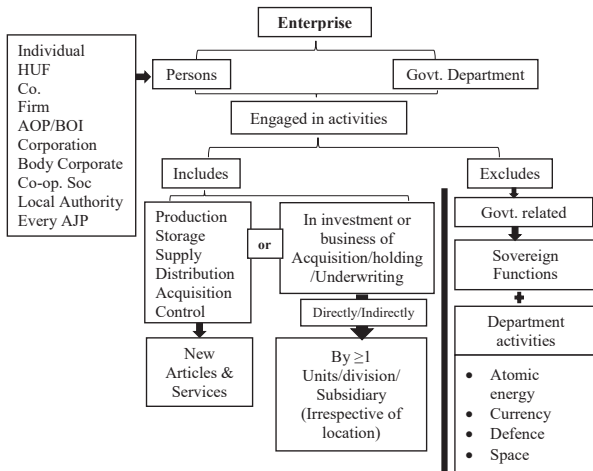 Enterprise
Individual
HUF
Co.
Firm
AOP/BOI
Corporation
Body Corporate
Co-op. Soc
Local Authority
Every AJP
Persons
Govt. Department
Engaged in activities
Includes
Excludes
Production
Storage
Supply
Distribution
Acquisition
Control
or
In investment or
business of
Acquisition/holding
/Underwriting
Directly/Indirectly
New
Articles &
Services
By ≥1
Units/division/
Subsidiary
(Irrespective of
location)
Govt. related
Sovereign
Functions
+
Department
activities
• Atomic
energy
• Currency
• Defence
• Space